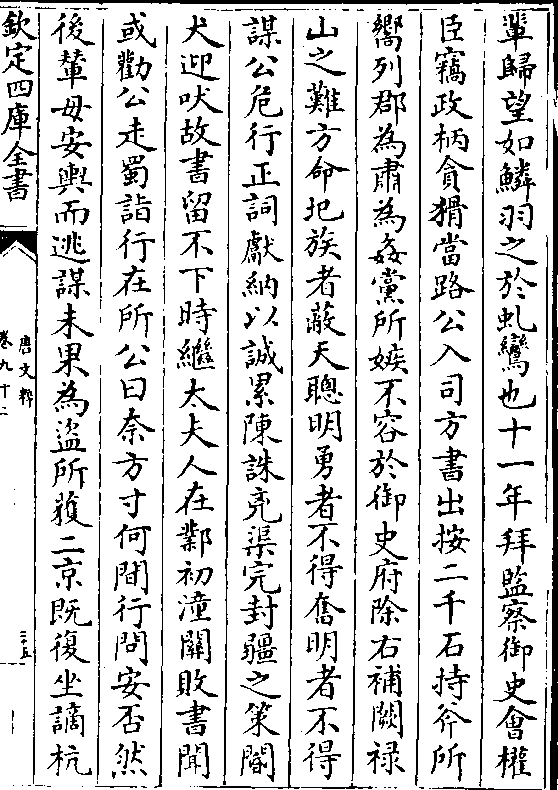 輩歸望如鱗羽之於虬鸞也十一年拜監察御史會權
臣竊政柄貪猾當路公入司方書出按二千石持斧所
嚮列郡為肅為姦黨所嫉不容於御史府除右補闕禄
山之難方命圯族者蔽天聰明勇者不得奮明者不得
謀公危行正詞獻納以誠累陳誅兇渠完封疆之策閽
犬迎吠故書留不下時繼太夫人在鄴初潼關敗書聞
或勸公走蜀詣行在所公曰奈方寸何間行問安否然
後輦母安輿而逃謀未果為盜所獲二京既復坐謫杭
欽定四庫全書
唐文粹
卷九十二